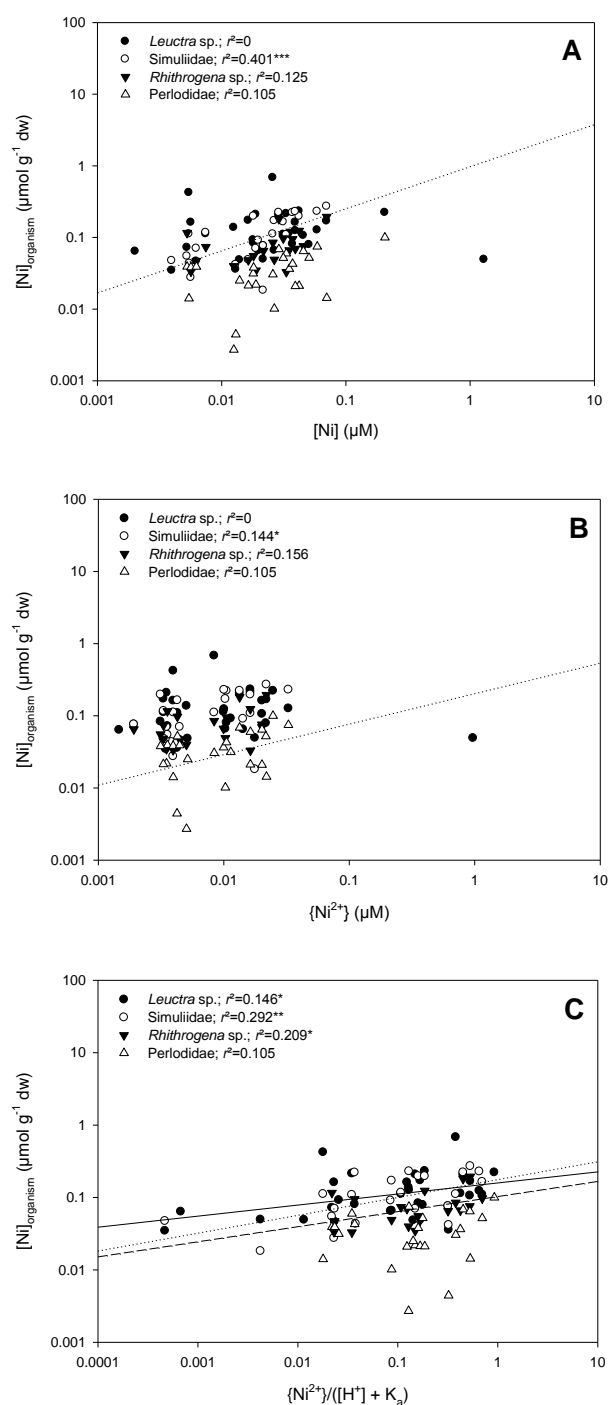 100
● Leuctra sp.; r²=0
○ Simuliidae; r²=0.401***
▼ Rhithrogena sp.; r²=0.125
△ Perlodidae; r²=0.105
A
10
1
0.1
0.01
0.001
[Ni]organism (µmol g⁻¹ dw)
0.001 0.01 0.1 1 10
[Ni] (µM)
100
● Leuctra sp.; r²=0
○ Simuliidae; r²=0.144*
▼ Rhithrogena sp.; r²=0.156
△ Perlodidae; r²=0.105
B
10
1
0.1
0.01
0.001
[Ni]organism (µmol g⁻¹ dw)
0.001 0.01 0.1 1 10
{Ni²⁺} (µM)
100
● Leuctra sp.; r²=0.146*
○ Simuliidae; r²=0.292**
▼ Rhithrogena sp.; r²=0.209*
△ Perlodidae; r²=0.105
C
10
1
0.1
0.01
0.001
[Ni]organism (µmol g⁻¹ dw)
0.0001 0.001 0.01 0.1 1 10
{Ni²⁺}/([H⁺] + Kₐ)